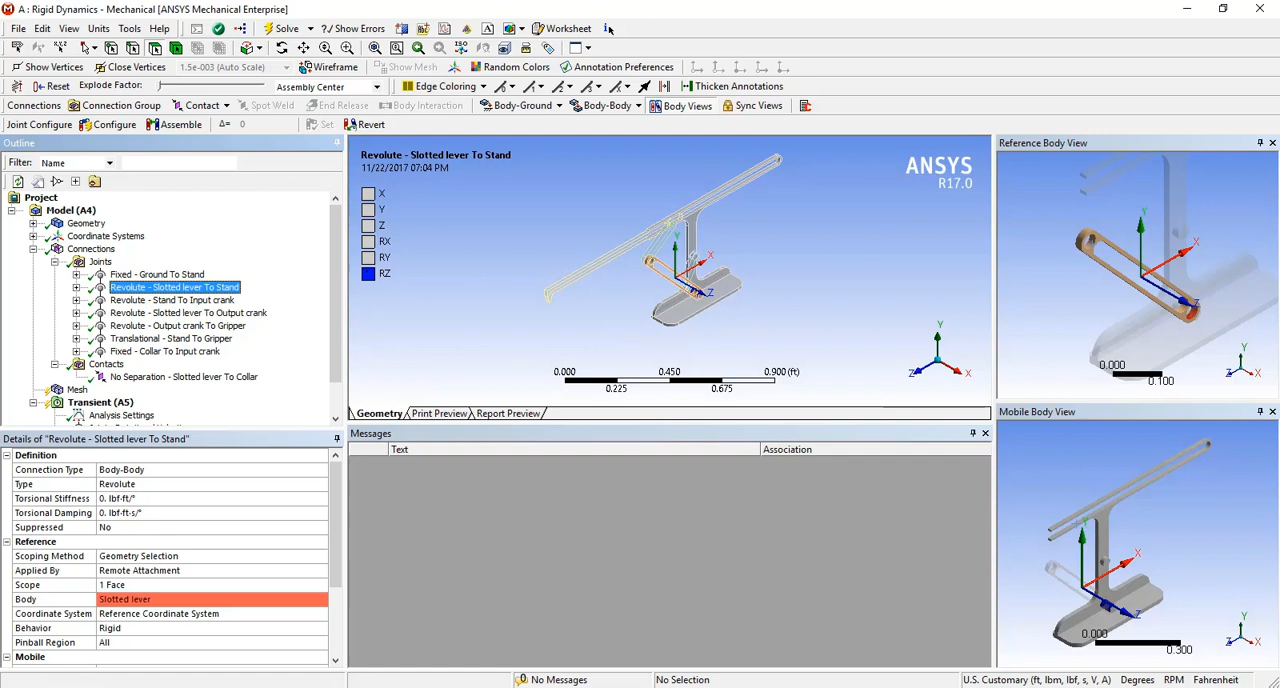 A : Rigid Dynamics - Mechanical [ANSYS Mechanical Enterprise]
File Edit View Units Tools Help Solve ?/ Show Errors Worksheet
Show Vertices Close Vertices 1.5e-003 (Auto Scale) Wireframe Show Mesh Random Colors Annotation Preferences
Reset Explode Factor: Assembly Center Edge Coloring Thicken Annotations
Connections Connection Group Contact Spot Weld End Release Body Interaction Body-Ground Body-Body Body Views Sync Views
Joint Configure Configure Assemble Δ= 0 Set Revert
Outline
Filter: Name
Project
Model (A4)
Geometry
Coordinate Systems
Connections
Joints
Fixed - Ground To Stand
Revolute - Slotted lever To Stand
Revolute - Stand To Input crank
Revolute - Slotted lever To Output crank
Revolute - Output crank To Gripper
Translational - Stand To Gripper
Fixed - Collar To Input crank
Contacts
No Separation - Slotted lever To Collar
Mesh
Transient (A5)
Analysis Settings
Details of "Revolute - Slotted lever To Stand"
Definition
Connection Type Body-Body
Type Revolute
Torsional Stiffness 0. lbf·ft/°
Torsional Damping 0. lbf·ft·s/°
Suppressed No
Reference
Scoping Method Geometry Selection
Applied By Remote Attachment
Scope 1 Face
Body Slotted lever
Coordinate System Reference Coordinate System
Behavior Rigid
Pinball Region All
Mobile
Revolute - Slotted lever To Stand
11/22/2017 07:04 PM
X
Y
Z
RX
RY
RZ
ANSYS
R17.0
Y
X
Z
0.000 0.450 0.900 (ft)
0.225 0.675
Y
Z X
Geometry Print Preview Report Preview
Messages
Text Association
Reference Body View
Y
X
Z
0.000
0.100
Y
Z X
Mobile Body View
Y
X
Z
0.000
0.300
Y
Z X
No Messages No Selection U.S. Customary (ft, lbm, lbf, s, V, A) Degrees RPM Fahrenheit